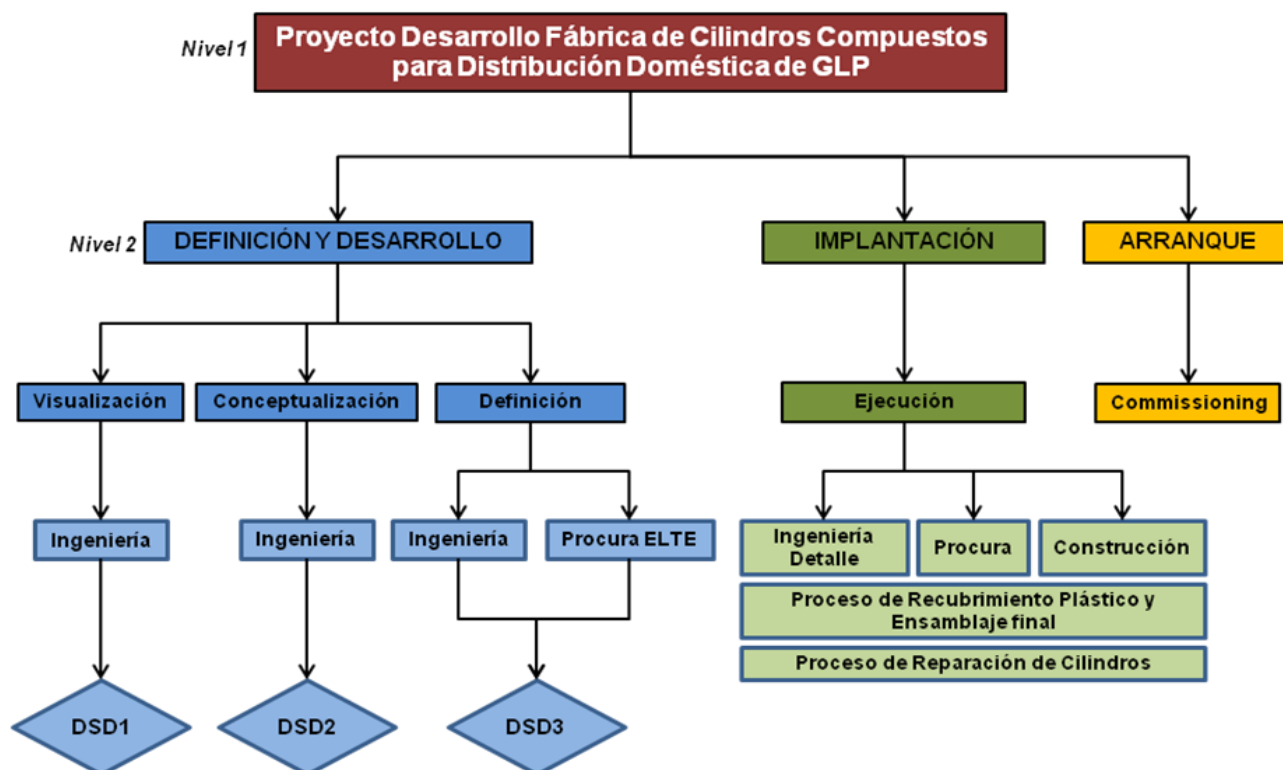 Nivel 1
Proyecto Desarrollo Fábrica de Cilindros Compuestos
para Distribución Doméstica de GLP
Nivel 2
DEFINICIÓN Y DESARROLLO
IMPLANTACIÓN
ARRANQUE
Visualización
Conceptualización
Definición
Ejecución
Commissioning
Ingeniería
Ingeniería
Ingeniería
Procura ELTE
Ingeniería
Detalle
Procura
Construcción
Proceso de Recubrimiento Plástico y
Ensamblaje final
Proceso de Reparación de Cilindros
DSD1
DSD2
DSD3